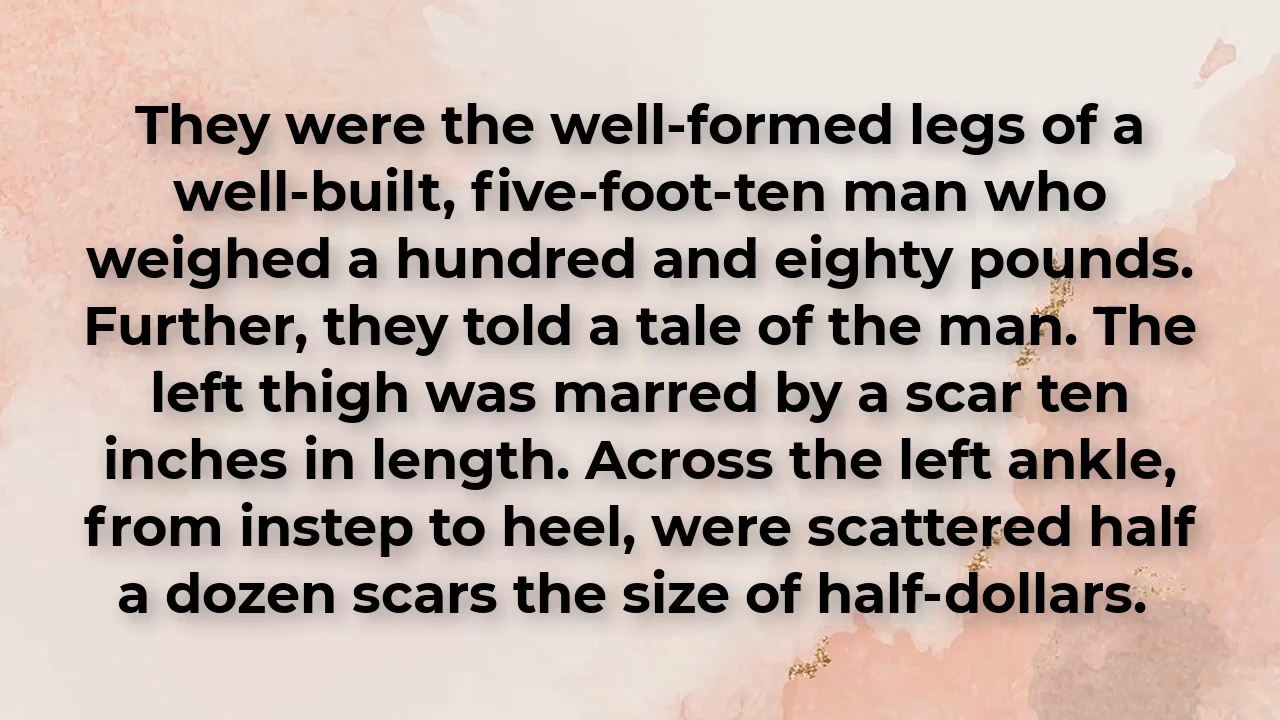 They were the well-formed legs of a
well-built, five-foot-ten man who
weighed a hundred and eighty pounds.
Further, they told a tale of the man. The
left thigh was marred by a scar ten
inches in length. Across the left ankle,
from instep to heel, were scattered half
a dozen scars the size of half-dollars.